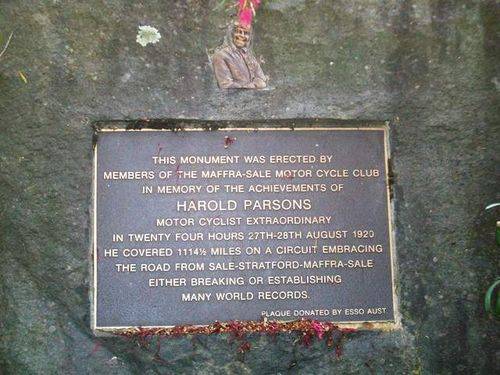 THIS MONUMENT WAS ERECTED BY
MEMBERS OF THE MAFFRA-SALE MOTOR CYCLE CLUB
IN MEMORY OF THE ACHIEVEMENTS OF
HAROLD PARSONS
MOTOR CYCLIST EXTRAORDINARY
IN TWENTY FOUR HOURS 27TH-28TH AUGUST 1920
HE COVERED 1114½ MILES ON A CIRCUIT EMBRACING
THE ROAD FROM SALE-STRATFORD-MAFFRA-SALE
EITHER BREAKING OR ESTABLISHING
MANY WORLD RECORDS.
PLAQUE DONATED BY ESSO AUST.